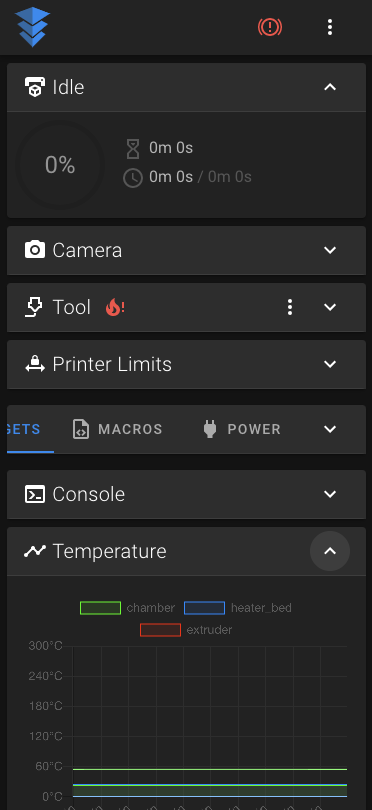 Idle
0%
0m 0s
0m 0s / 0m 0s
Camera
Tool
Printer Limits
GETS MACROS POWER
Console
Temperature
chamber heater_bed
extruder
300°C
240°C
180°C
120°C
60°C
0°C